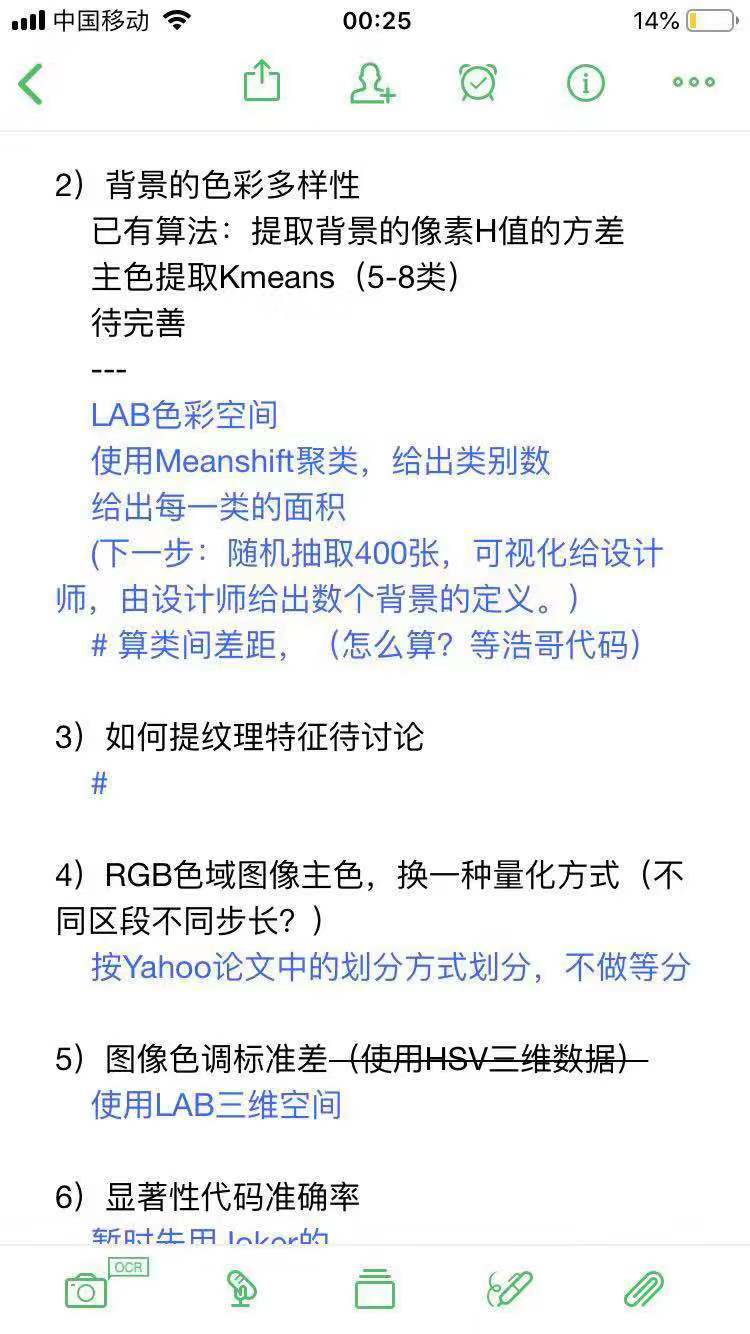 中国移动 00:25 14%
2）背景的色彩多样性
已有算法：提取背景的像素H值的方差
主色提取Kmeans（5-8类）
待完善
---
LAB色彩空间
使用Meanshift聚类，给出类别数
给出每一类的面积
(下一步：随机抽取400张，可视化给设计
师，由设计师给出数个背景的定义。）
# 算类间差距，（怎么算？等浩哥代码）
3）如何提纹理特征待讨论
#
4）RGB色域图像主色，换一种量化方式（不
同区段不同步长？）
按Yahoo论文中的划分方式划分，不做等分
5）图像色调标准差（使用HSV三维数据）
使用LAB三维空间
6）显著性代码准确率
暂时先用Joker的
OCR